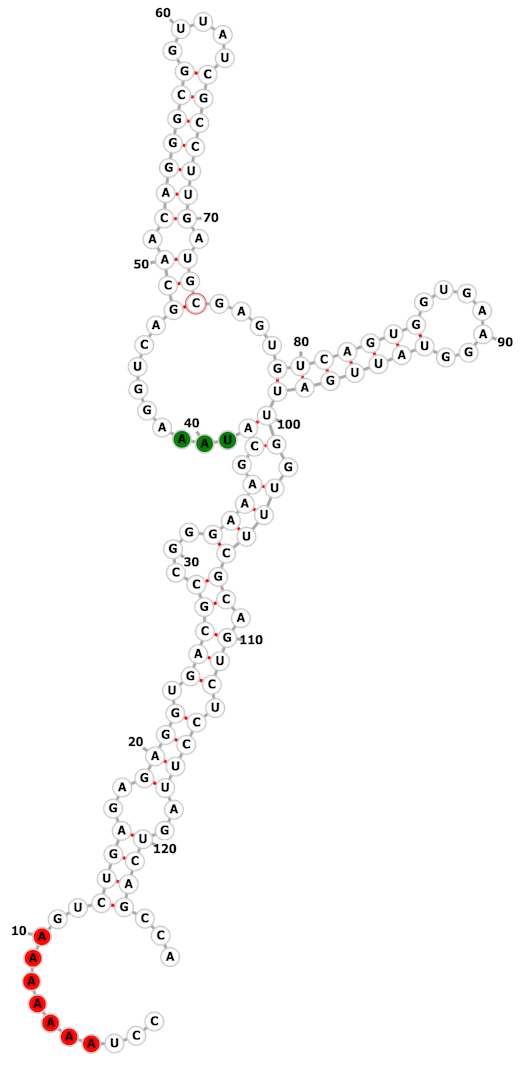 C C U A A A A A A A
10
G U C U G A G A G A
20
G G U G A C G C C G
30
G G A A A G C A U A
40
A A G G U C A G C A
50
A C A G G G C G G U
60
U A U C G C C U U G
70
A U G C G A G U G U
80
C A G U G G U G A A
90
G G U A U U G A U U
100
G G U U U C G C A G
110
U C U C C U U A G U
120
C A G C C A